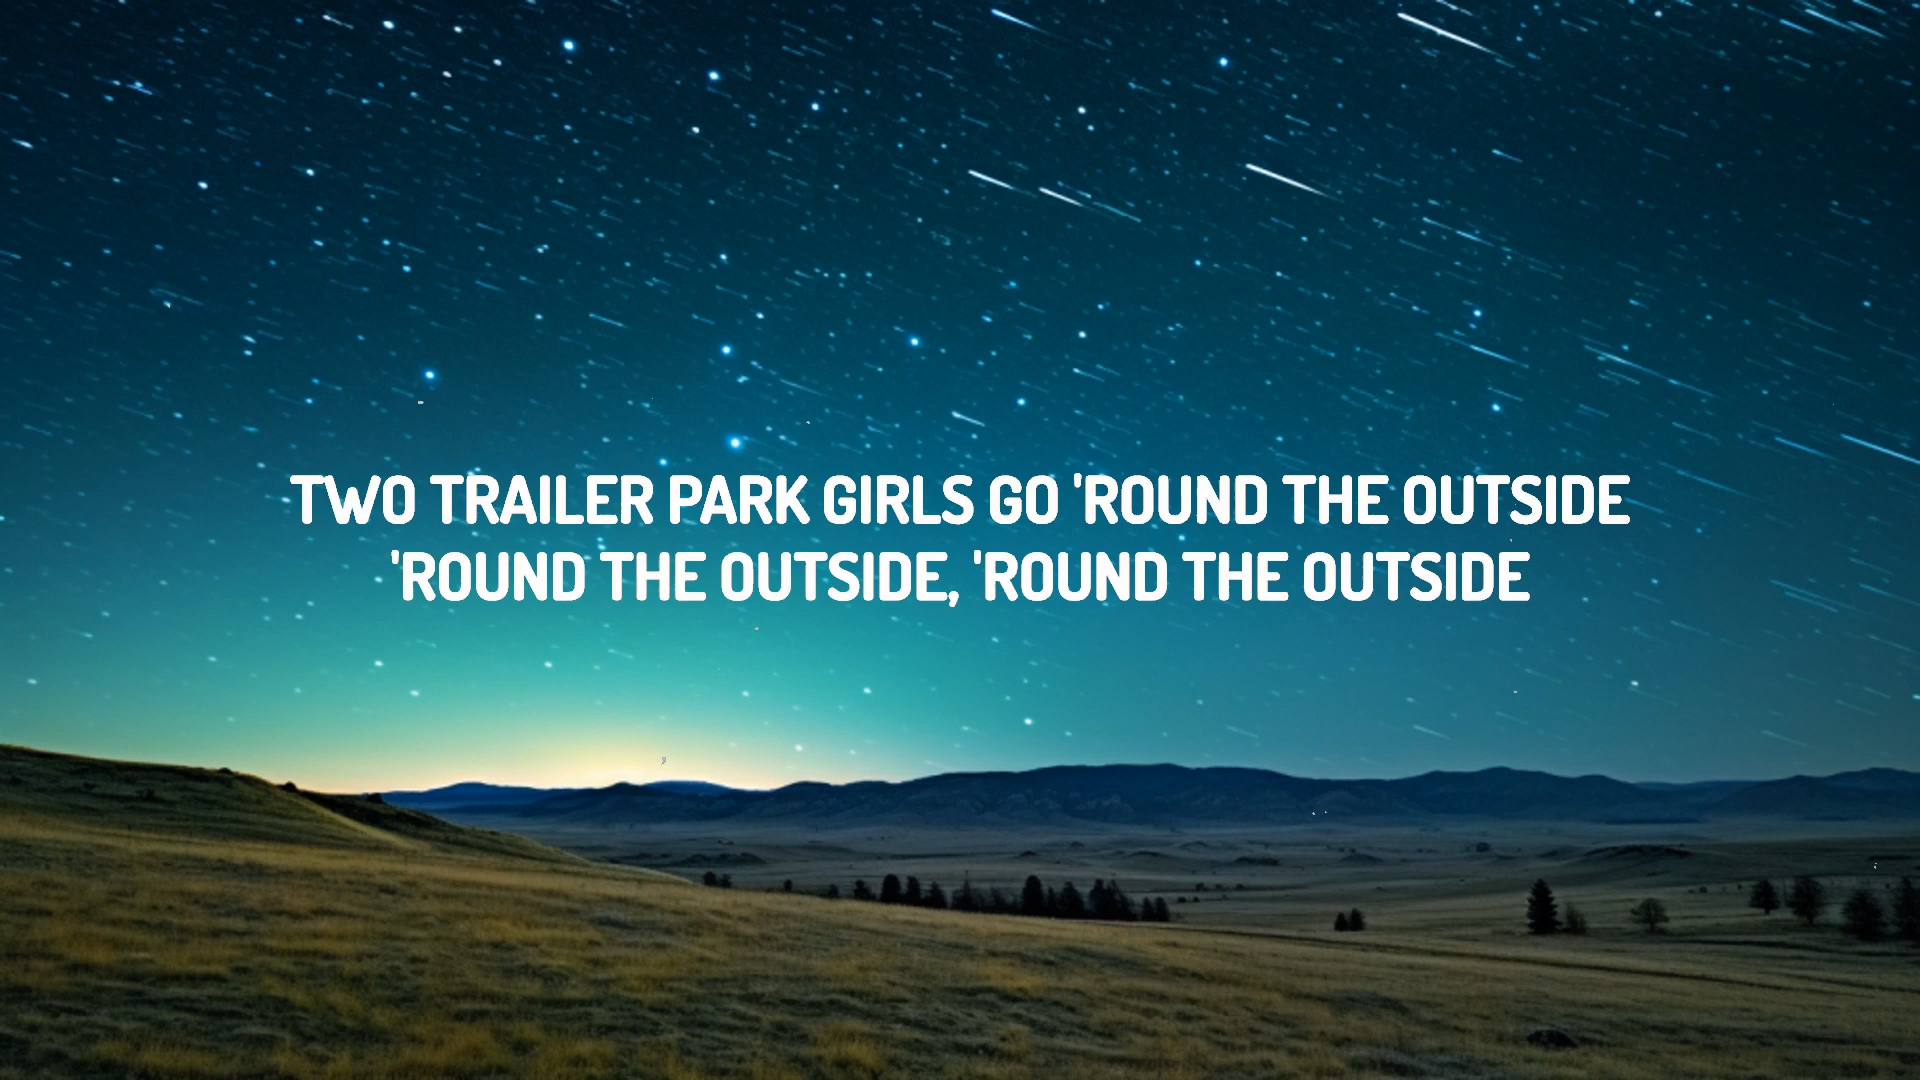 TWO TRAILER PARK GIRLS GO 'ROUND THE OUTSIDE
'ROUND THE OUTSIDE, 'ROUND THE OUTSIDE